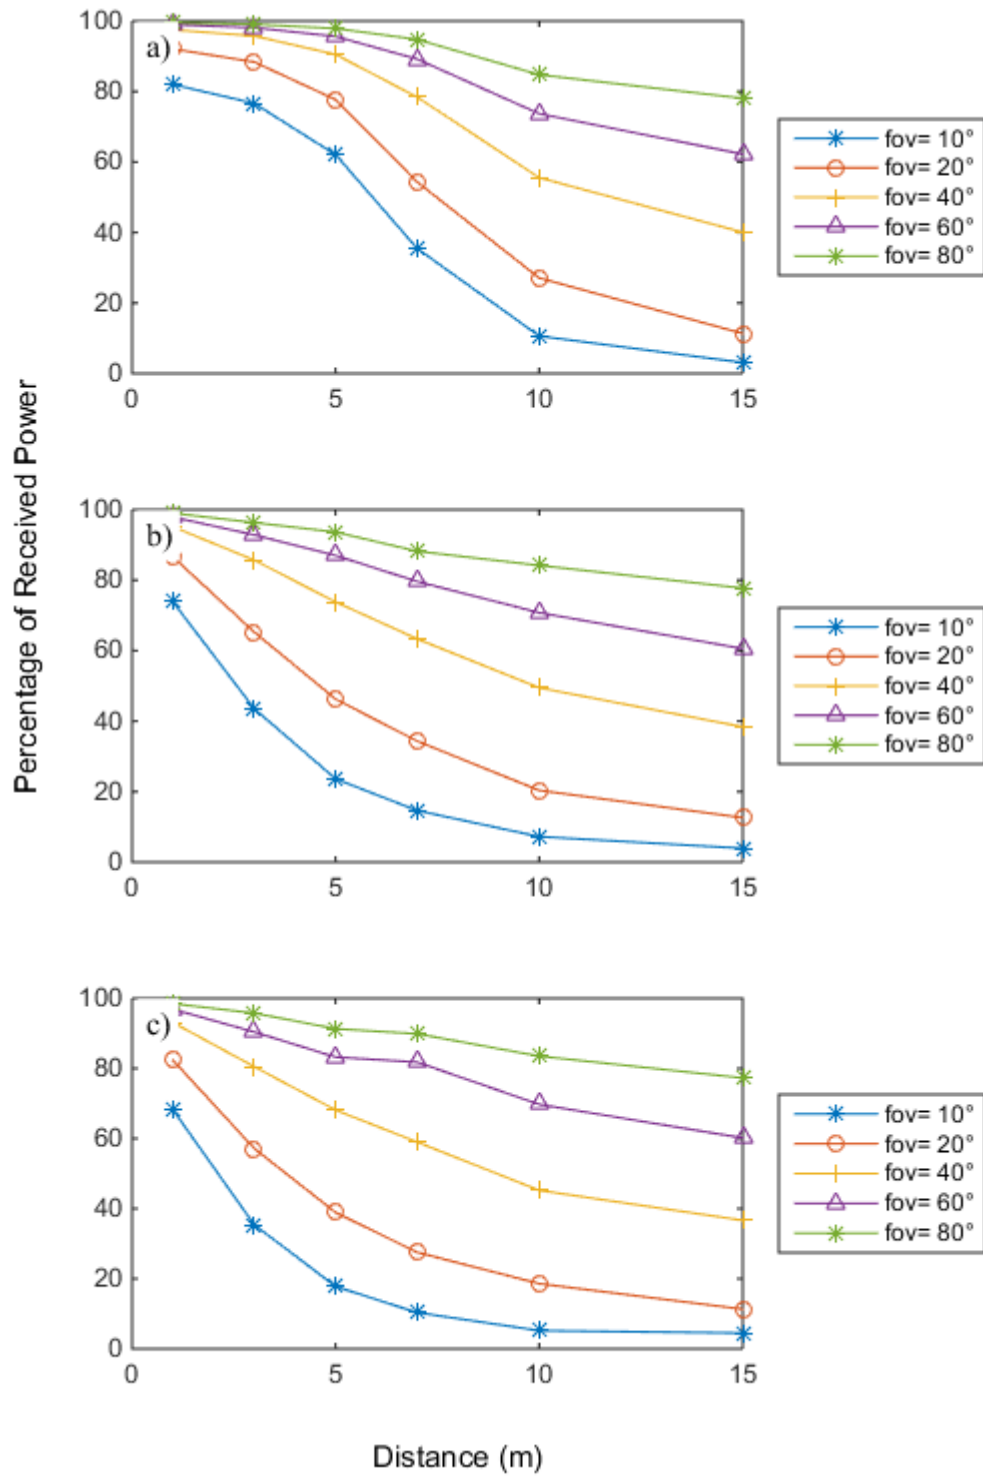 Percentage of Received Power
a)
100
80
60
40
20
0
0 5 10 15
fov= 10°
fov= 20°
fov= 40°
fov= 60°
fov= 80°
b)
100
80
60
40
20
0
0 5 10 15
fov= 10°
fov= 20°
fov= 40°
fov= 60°
fov= 80°
c)
100
80
60
40
20
0
0 5 10 15
fov= 10°
fov= 20°
fov= 40°
fov= 60°
fov= 80°
Distance (m)